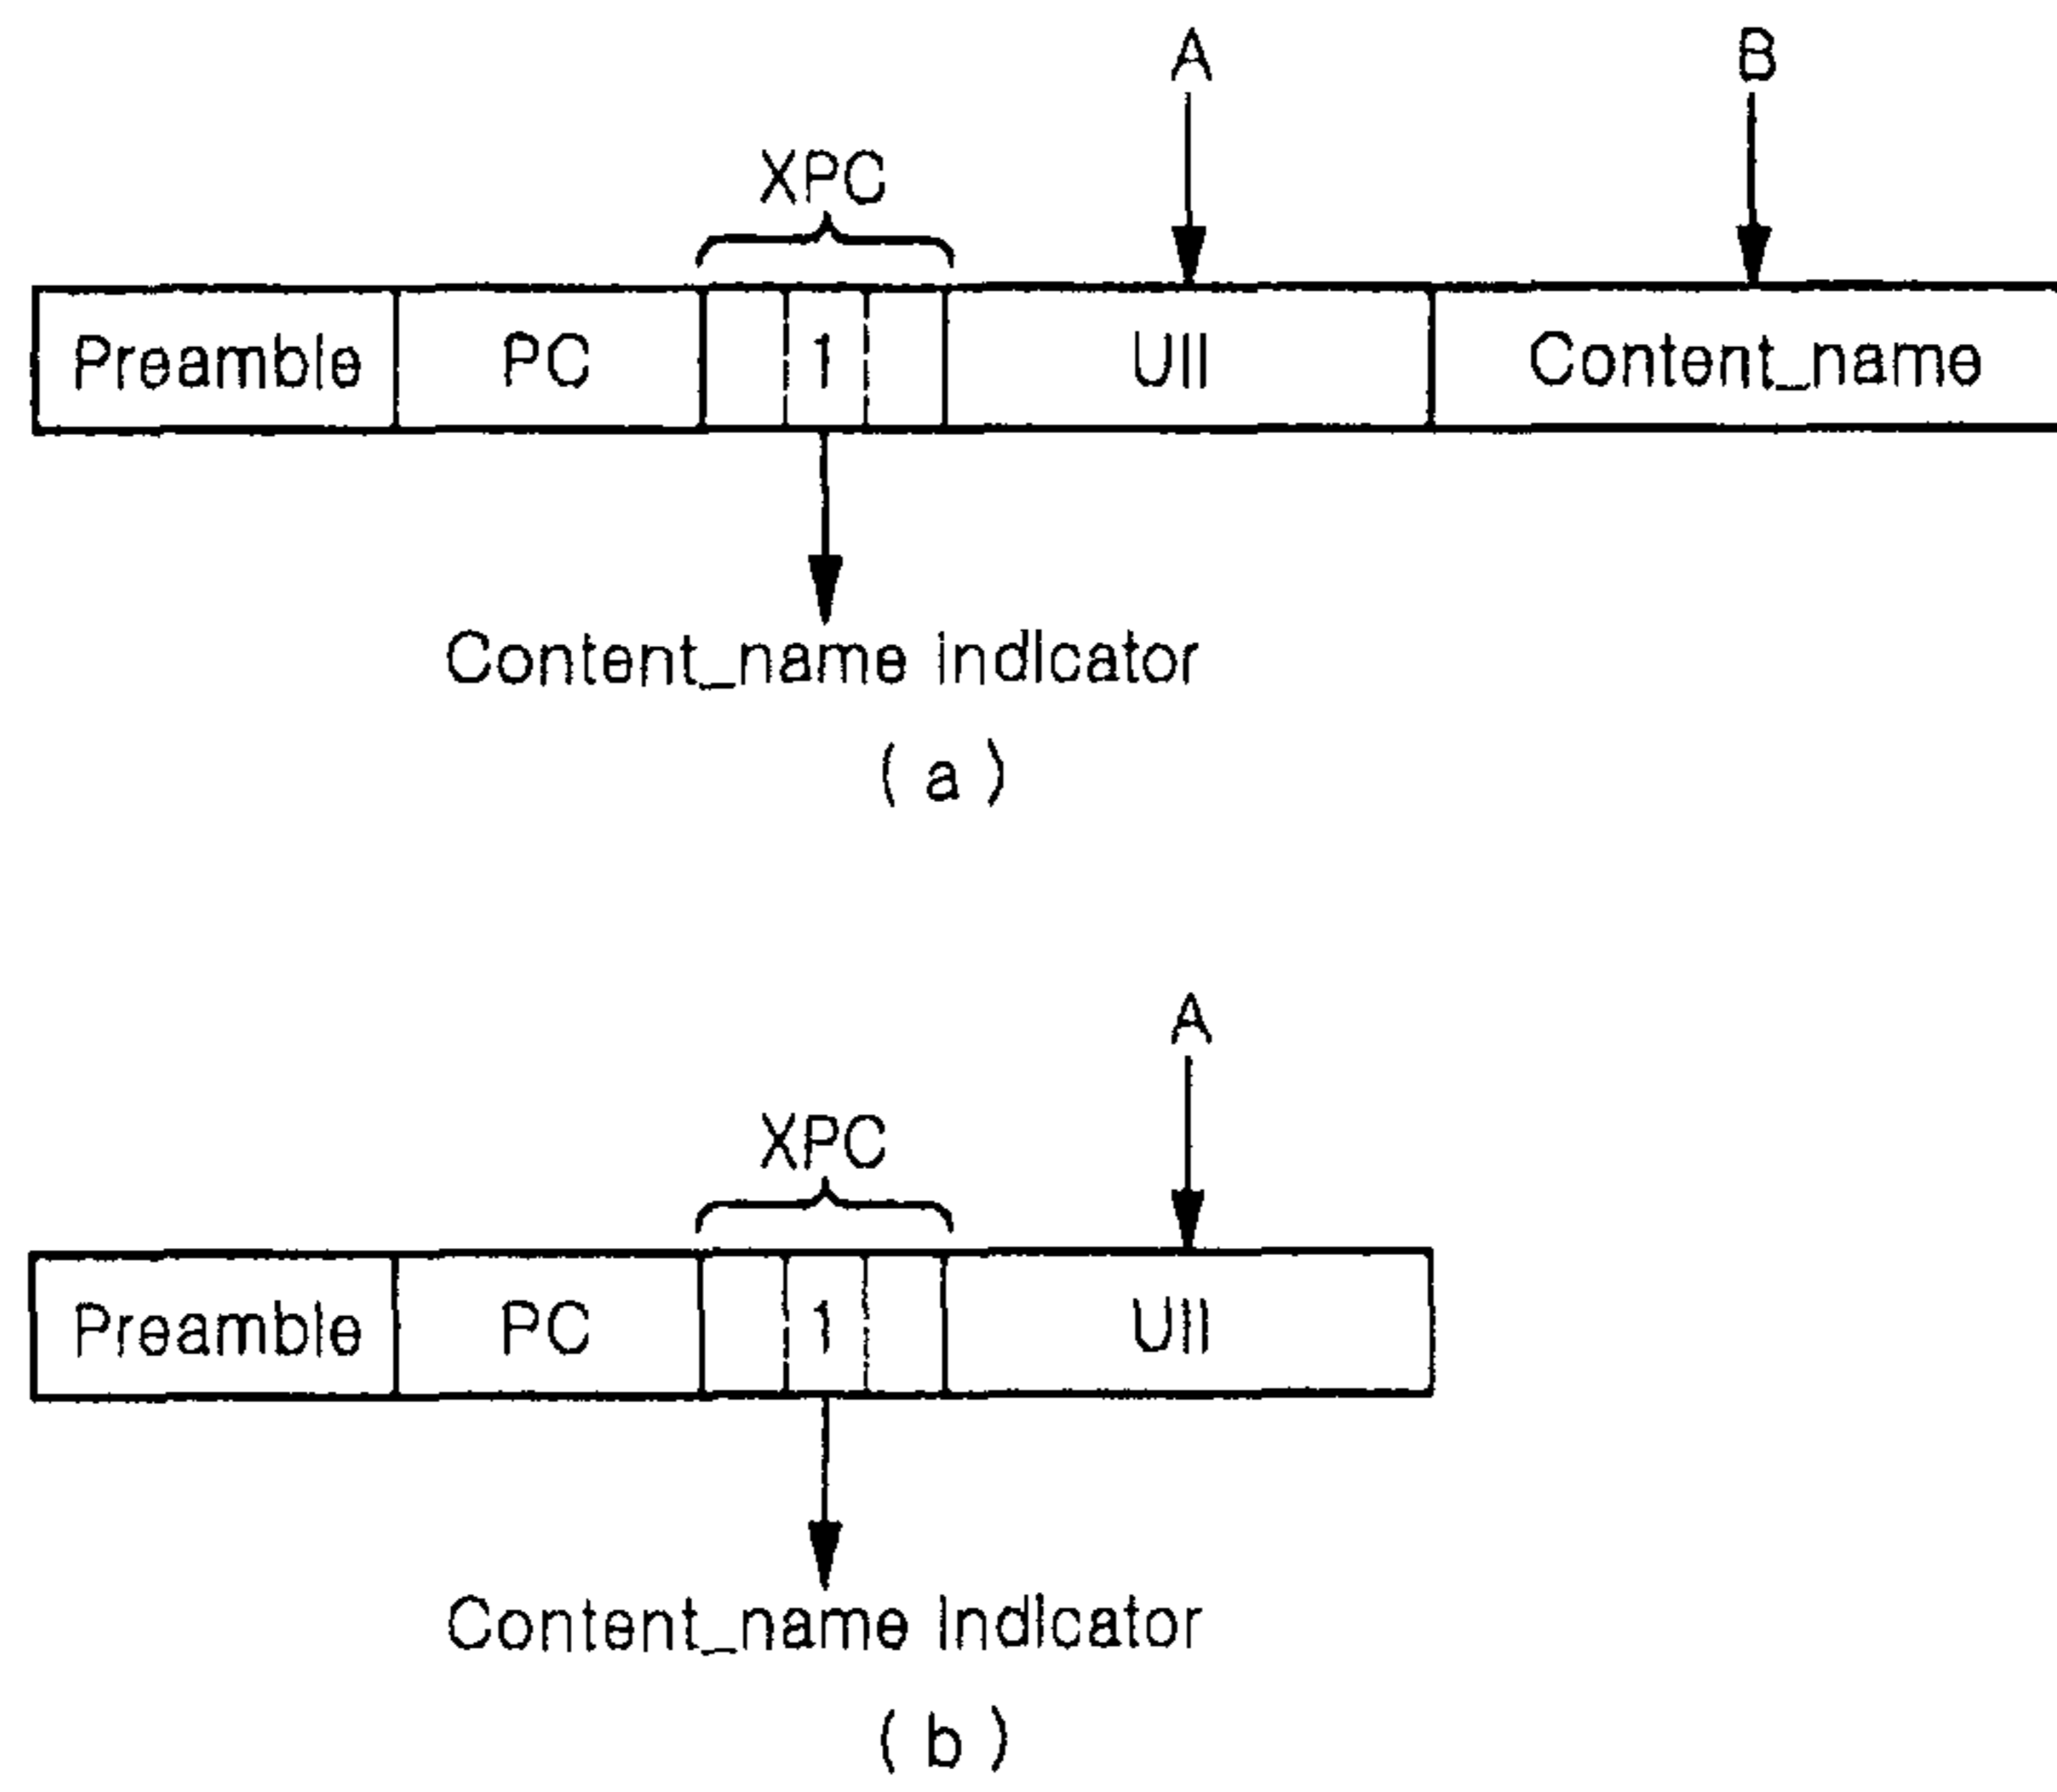 A B
XPC
Preamble PC 1 UII Content_name
Content_name indicator
(a)
A
XPC
Preamble PC 1 UII
Content_name indicator
(b)